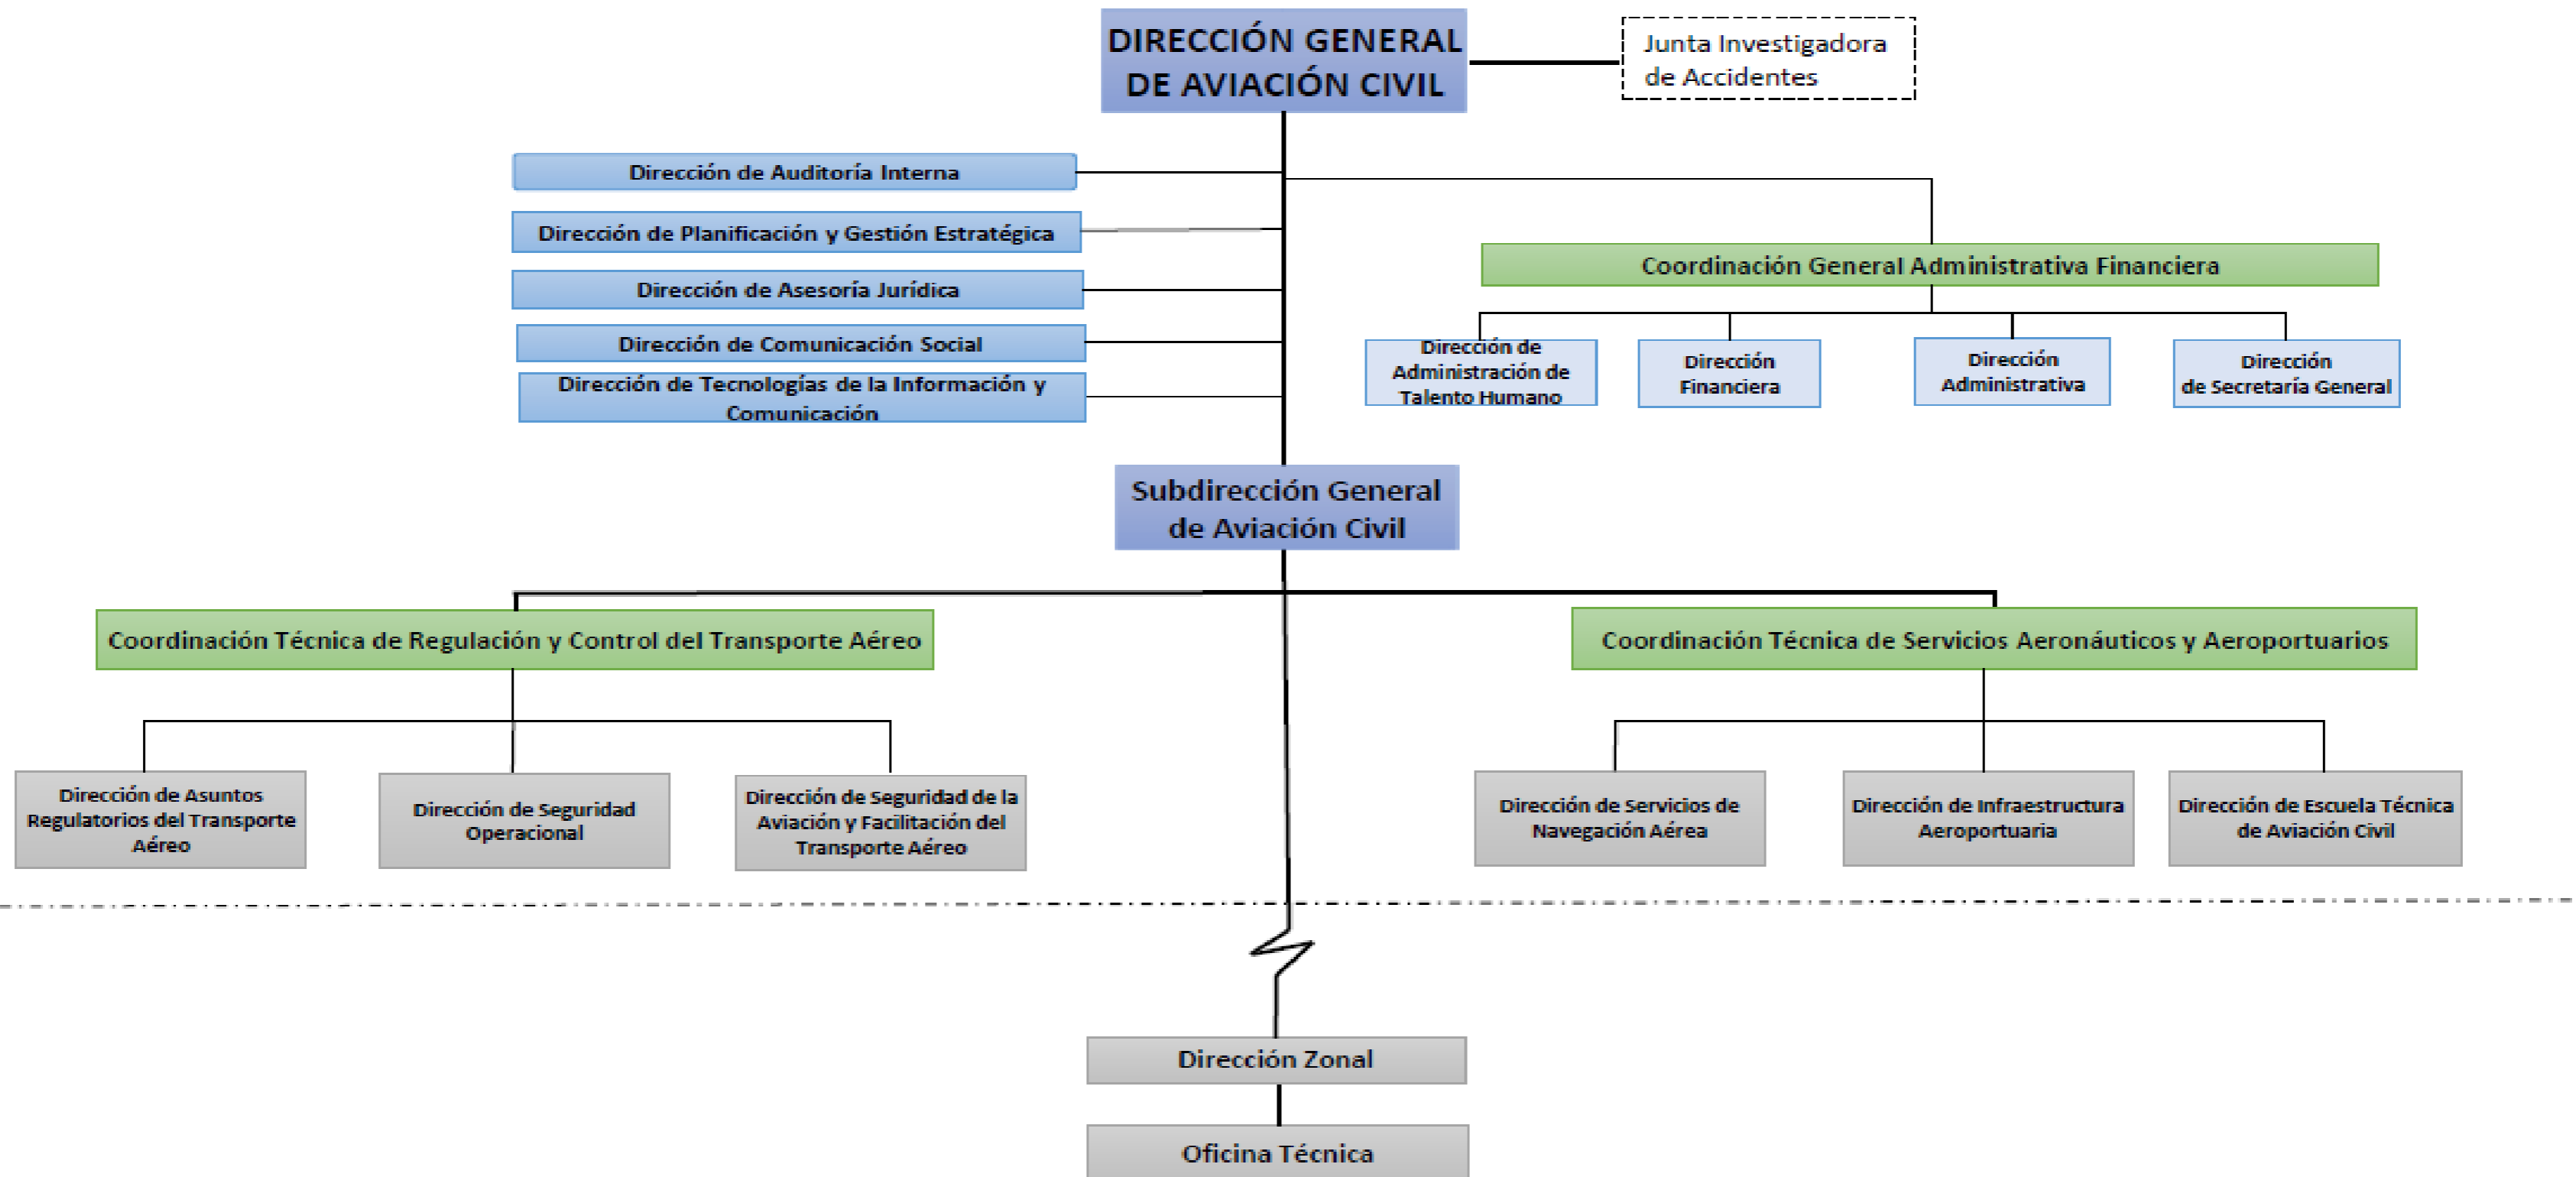 DIRECCIÓN GENERAL
DE AVIACIÓN CIVIL
Junta Investigadora
de Accidentes
Dirección de Auditoría Interna
Dirección de Planificación y Gestión Estratégica
Dirección de Asesoría Jurídica
Dirección de Comunicación Social
Dirección de Tecnologías de la Información y
Comunicación
Coordinación General Administrativa Financiera
Dirección de
Administración de
Talento Humano
Dirección
Financiera
Dirección
Administrativa
Dirección
de Secretaría General
Subdirección General
de Aviación Civil
Coordinación Técnica de Regulación y Control del Transporte Aéreo
Coordinación Técnica de Servicios Aeronáuticos y Aeroportuarios
Dirección de Asuntos
Regulatorios del Transporte
Aéreo
Dirección de Seguridad
Operacional
Dirección de Seguridad de la
Aviación y Facilitación del
Transporte Aéreo
Dirección de Servicios de
Navegación Aérea
Dirección de Infraestructura
Aeroportuaria
Dirección de Escuela Técnica
de Aviación Civil
Dirección Zonal
Oficina Técnica